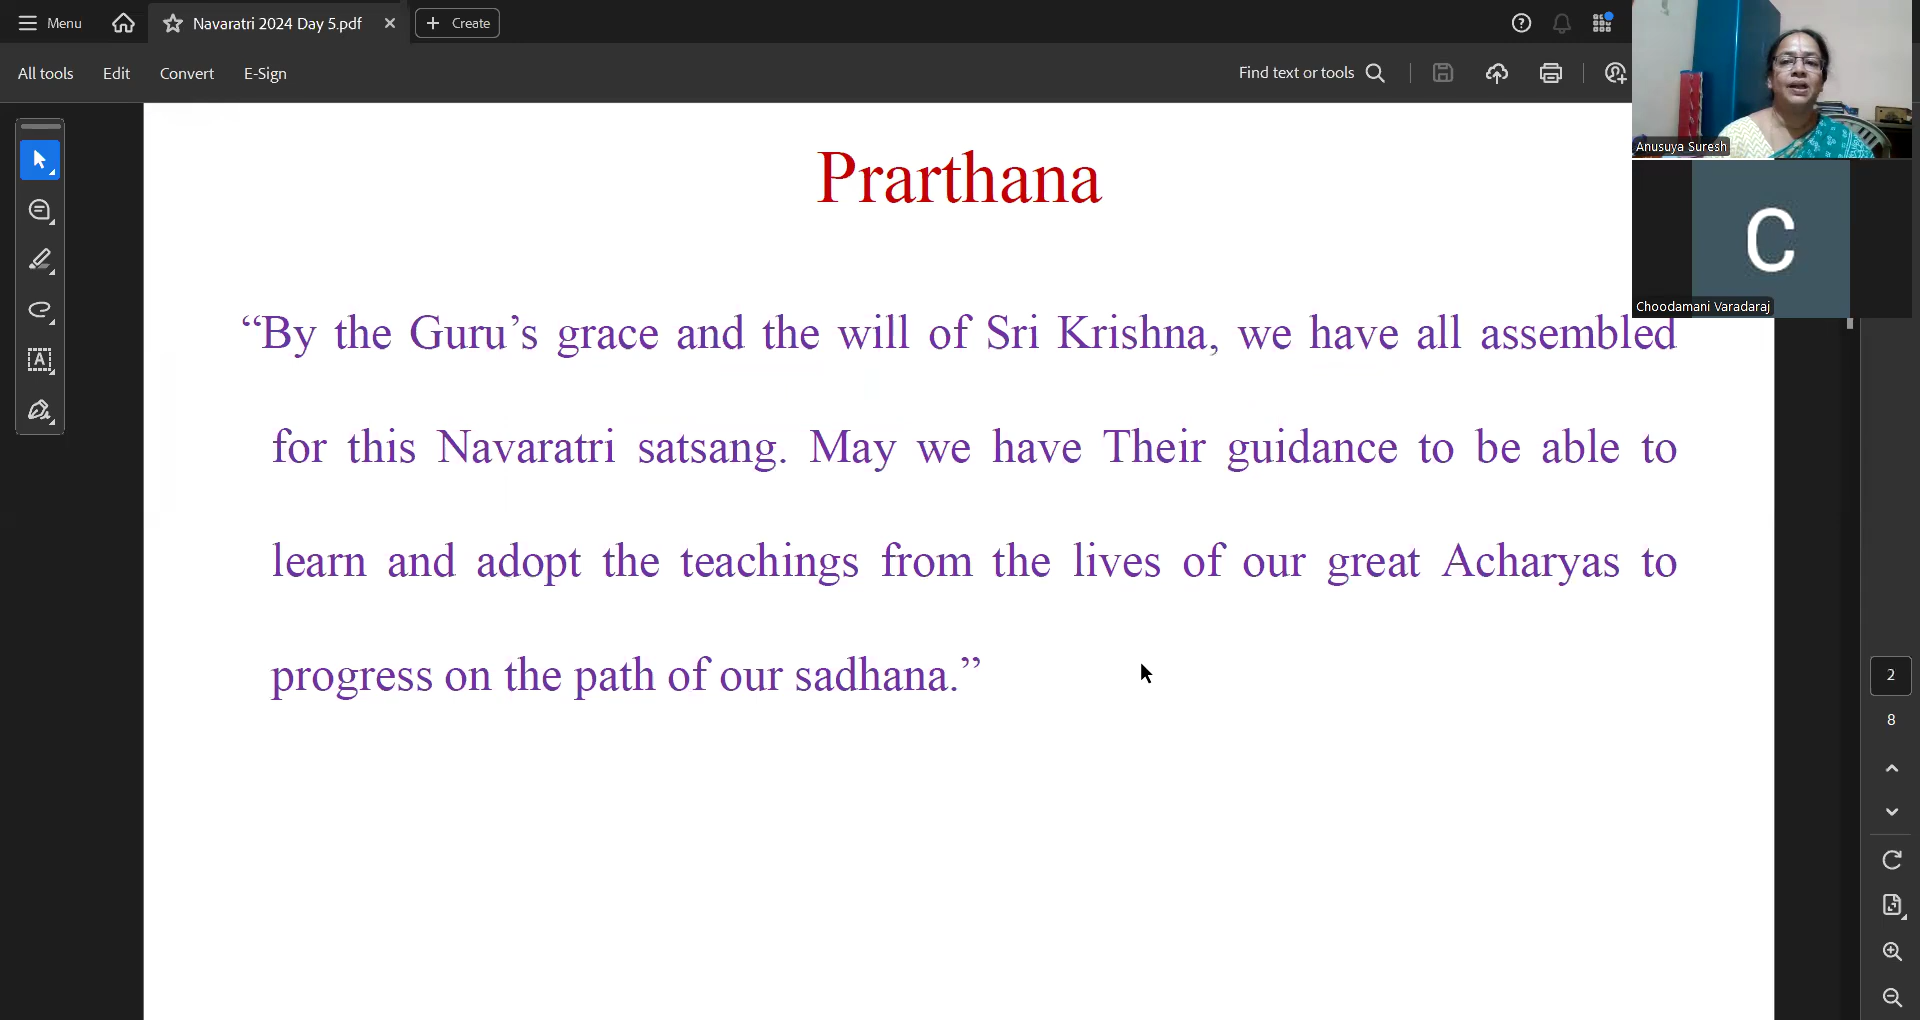 Menu
Navaratri 2024 Day 5.pdf
Create
All tools
Edit
Convert
E-Sign
Find text or tools
Anusuya Suresh
C
Choodamani Varadaraj
Prarthana
“By the Guru’s grace and the will of Sri Krishna, we have all assembled
for this Navaratri satsang. May we have Their guidance to be able to
learn and adopt the teachings from the lives of our great Acharyas to
progress on the path of our sadhana.”
2
8